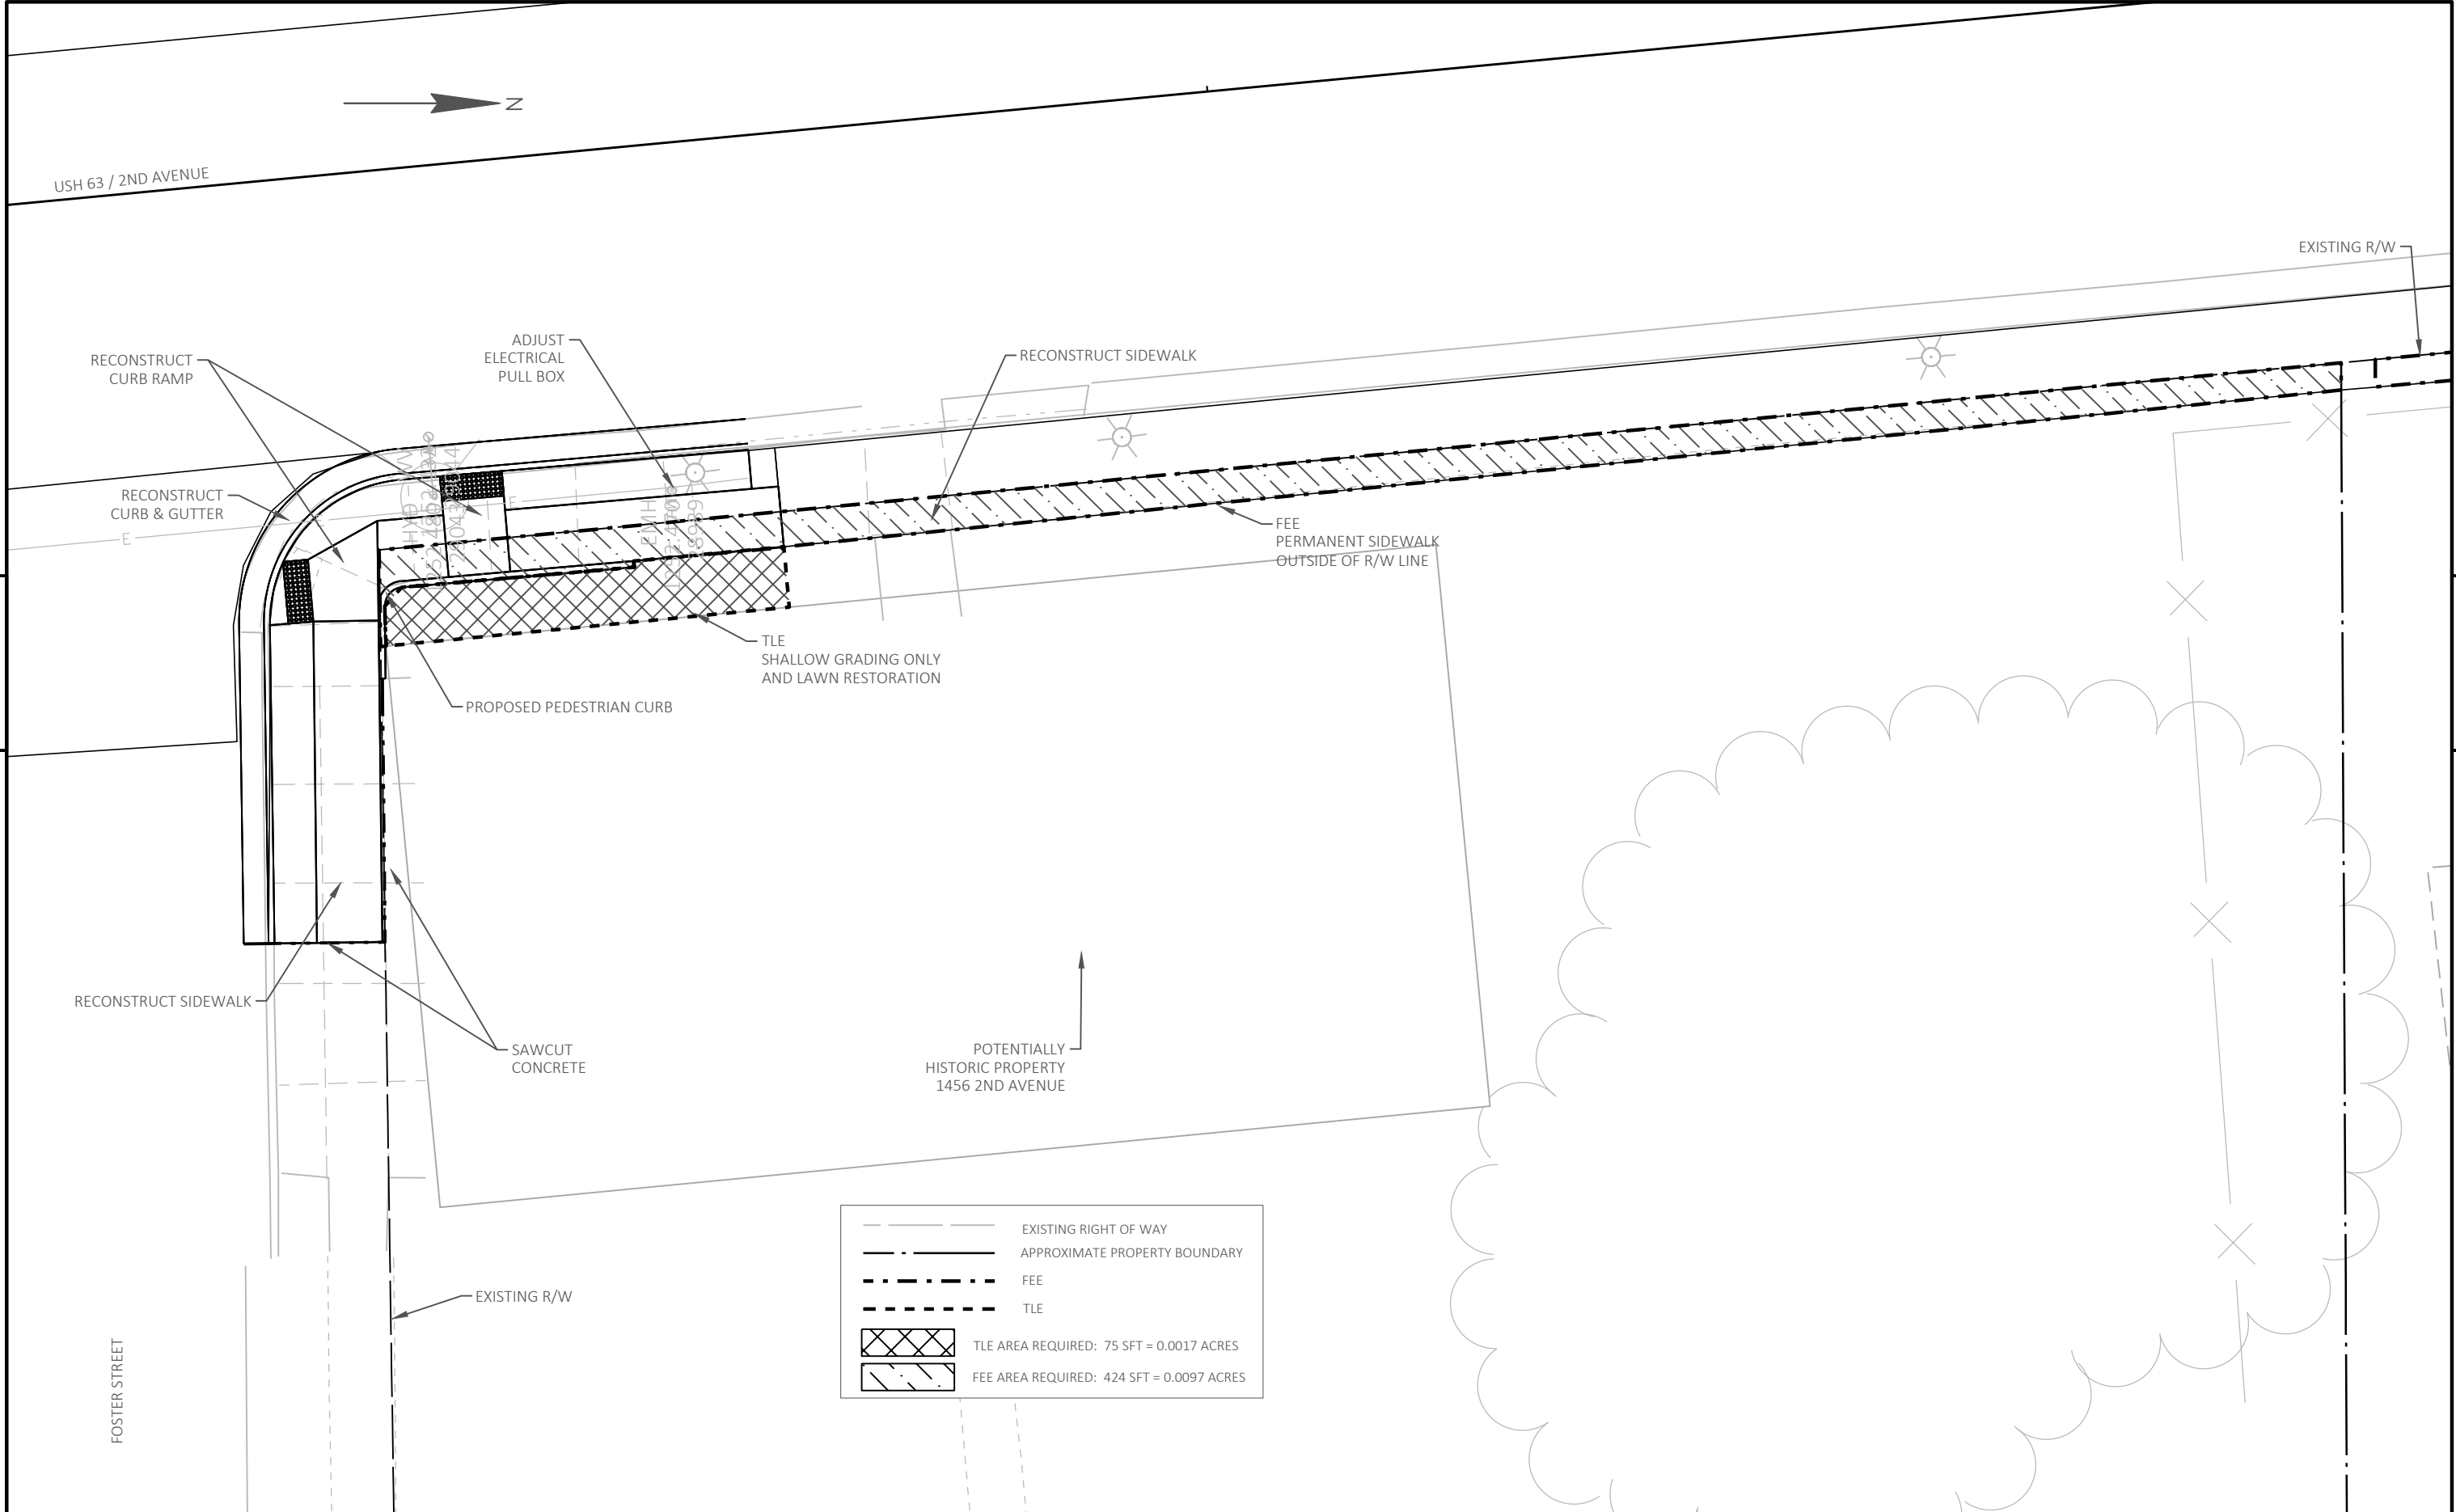 N
USH 63 / 2ND AVENUE
EXISTING R/W
ADJUST
ELECTRICAL
PULL BOX
RECONSTRUCT
CURB RAMP
RECONSTRUCT SIDEWALK
RECONSTRUCT
CURB & GUTTER
E
E
EMH
FEE
PERMANENT SIDEWALK
OUTSIDE OF R/W LINE
TLE
SHALLOW GRADING ONLY
AND LAWN RESTORATION
PROPOSED PEDESTRIAN CURB
RECONSTRUCT SIDEWALK
SAWCUT
CONCRETE
POTENTIALLY
HISTORIC PROPERTY
1456 2ND AVENUE
EXISTING R/W
FOSTER STREET
EXISTING RIGHT OF WAY
APPROXIMATE PROPERTY BOUNDARY
FEE
TLE
TLE AREA REQUIRED: 75 SFT = 0.0017 ACRES
FEE AREA REQUIRED: 424 SFT = 0.0097 ACRES